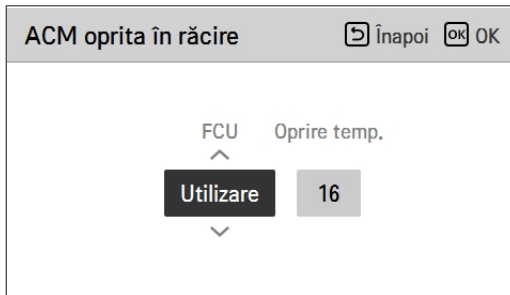 ACM oprita în răcire Înapoi OK OK
FCU Oprire temp.
Utilizare 16